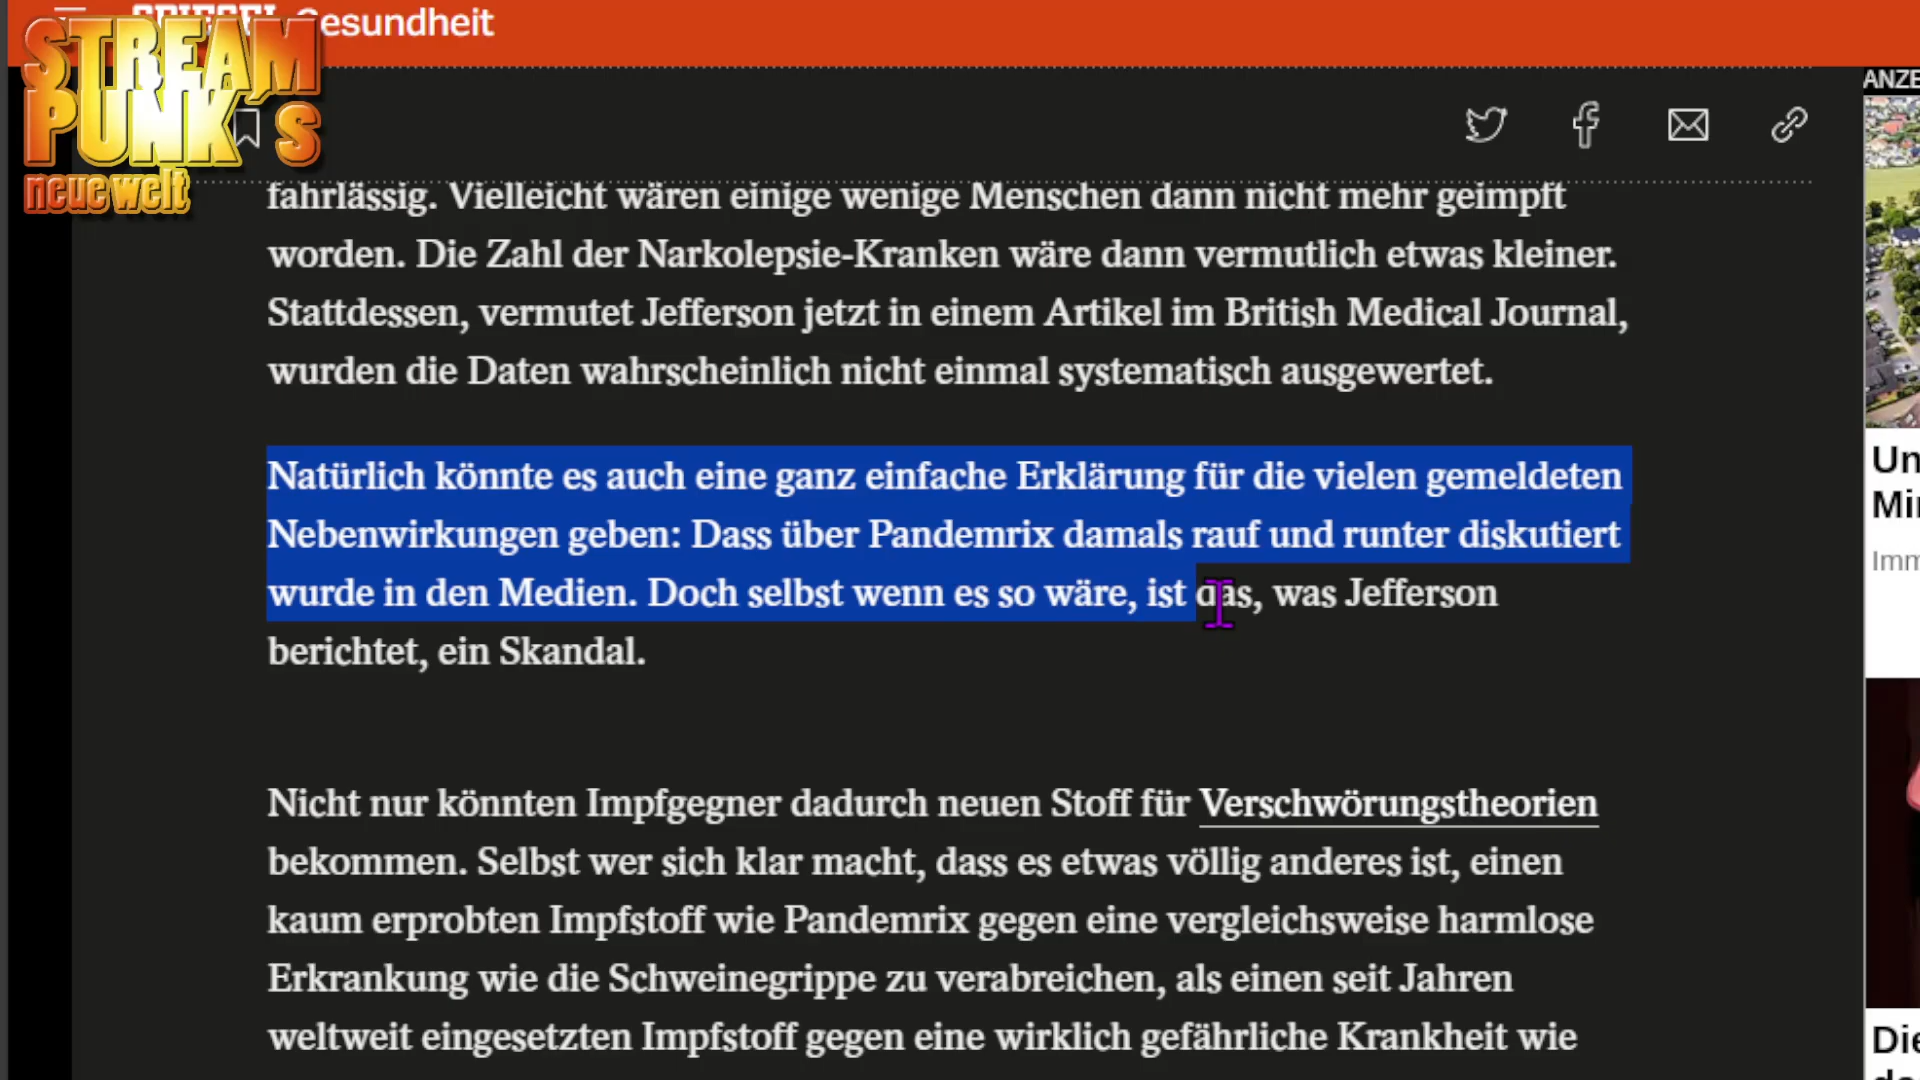 SPIEGEL Gesundheit
STREAM
PUNK's
neue welt
ANZE
fahrlässig. Vielleicht wären einige wenige Menschen dann nicht mehr geimpft
worden. Die Zahl der Narkolepsie-Kranken wäre dann vermutlich etwas kleiner.
Stattdessen, vermutet Jefferson jetzt in einem Artikel im British Medical Journal,
wurden die Daten wahrscheinlich nicht einmal systematisch ausgewertet.
Natürlich könnte es auch eine ganz einfache Erklärung für die vielen gemeldeten
Nebenwirkungen geben: Dass über Pandemrix damals rauf und runter diskutiert
wurde in den Medien. Doch selbst wenn es so wäre, ist das, was Jefferson
berichtet, ein Skandal.
Nicht nur könnten Impfgegner dadurch neuen Stoff für Verschwörungstheorien
bekommen. Selbst wer sich klar macht, dass es etwas völlig anderes ist, einen
kaum erprobten Impfstoff wie Pandemrix gegen eine vergleichsweise harmlose
Erkrankung wie die Schweinegrippe zu verabreichen, als einen seit Jahren
weltweit eingesetzten Impfstoff gegen eine wirklich gefährliche Krankheit wie
Un
Min
Imm
Die